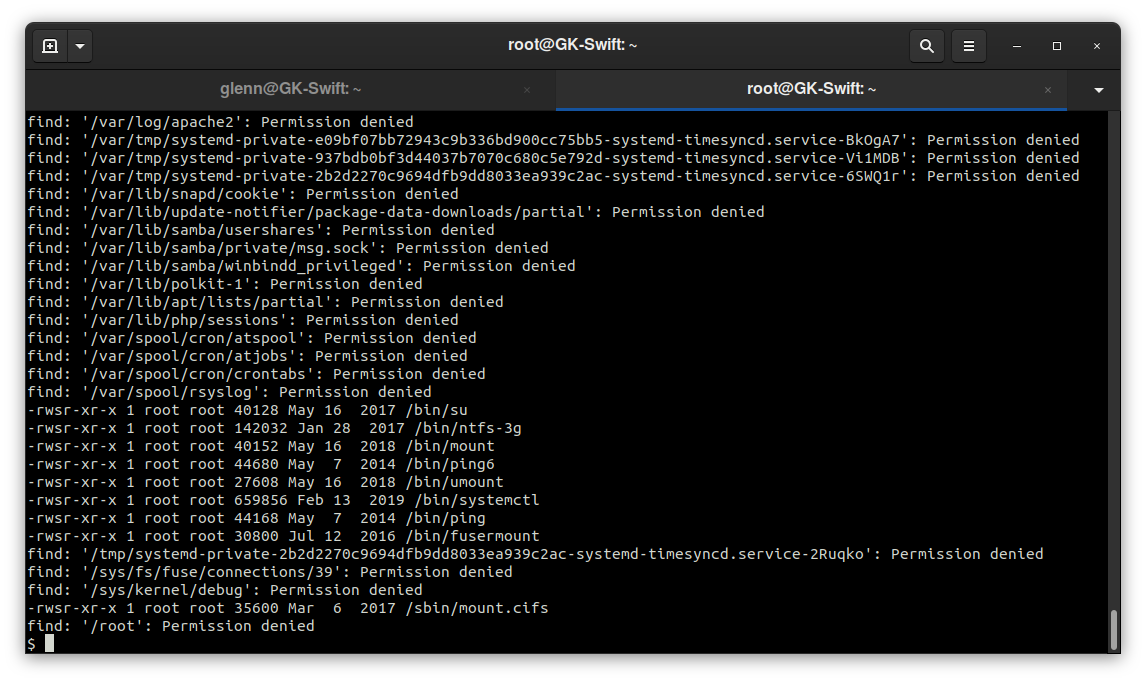 root@GK-Swift: ~
glenn@GK-Swift: ~ × root@GK-Swift: ~ ×
find: '/var/log/apache2': Permission denied
find: '/var/tmp/systemd-private-e09bf07bb72943c9b336bd900cc75bb5-systemd-timesyncd.service-BkOgA7': Permission denied
find: '/var/tmp/systemd-private-937bdb0bf3d44037b7070c680c5e792d-systemd-timesyncd.service-Vi1MDB': Permission denied
find: '/var/tmp/systemd-private-2b2d2270c9694dfb9dd8033ea939c2ac-systemd-timesyncd.service-6SWQ1r': Permission denied
find: '/var/lib/snapd/cookie': Permission denied
find: '/var/lib/update-notifier/package-data-downloads/partial': Permission denied
find: '/var/lib/samba/usershares': Permission denied
find: '/var/lib/samba/private/msg.sock': Permission denied
find: '/var/lib/samba/winbindd_privileged': Permission denied
find: '/var/lib/polkit-1': Permission denied
find: '/var/lib/apt/lists/partial': Permission denied
find: '/var/lib/php/sessions': Permission denied
find: '/var/spool/cron/atspool': Permission denied
find: '/var/spool/cron/atjobs': Permission denied
find: '/var/spool/cron/crontabs': Permission denied
find: '/var/spool/rsyslog': Permission denied
-rwsr-xr-x 1 root root 40128 May 16  2017 /bin/su
-rwsr-xr-x 1 root root 142032 Jan 28  2017 /bin/ntfs-3g
-rwsr-xr-x 1 root root 40152 May 16  2018 /bin/mount
-rwsr-xr-x 1 root root 44680 May  7  2014 /bin/ping6
-rwsr-xr-x 1 root root 27608 May 16  2018 /bin/umount
-rwsr-xr-x 1 root root 659856 Feb 13  2019 /bin/systemctl
-rwsr-xr-x 1 root root 44168 May  7  2014 /bin/ping
-rwsr-xr-x 1 root root 30800 Jul 12  2016 /bin/fusermount
find: '/tmp/systemd-private-2b2d2270c9694dfb9dd8033ea939c2ac-systemd-timesyncd.service-2Ruqko': Permission denied
find: '/sys/fs/fuse/connections/39': Permission denied
find: '/sys/kernel/debug': Permission denied
-rwsr-xr-x 1 root root 35600 Mar  6  2017 /sbin/mount.cifs
find: '/root': Permission denied
$